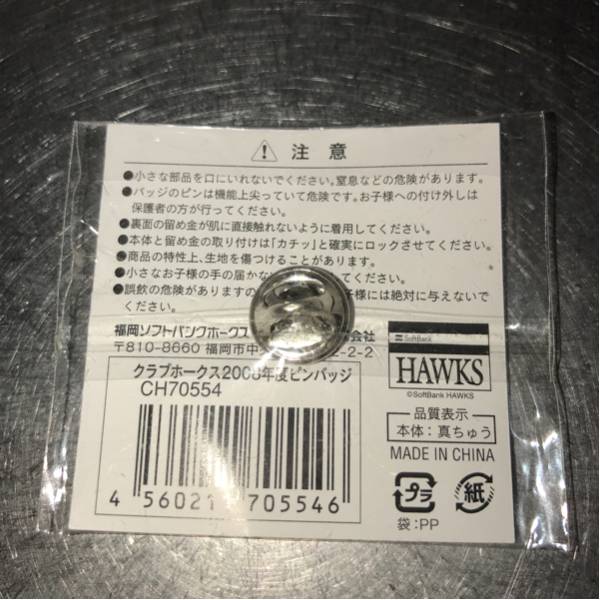 注意
●小さな部品を口にいれないでください。窒息などの危険があります。
●バッジのピンは機能上尖っていて危険です。お子様への付け外しは
保護者の方が行ってください。
●裏面の留め金が肌に直接触れないように着用してください。
●本体と留め金の取り付けは「カチッ」と確実にロックさせてください。
●商品の特性上、生地を傷つけることがあります。
●小さなお子様の手の届かな してください。
●誤飲の危険がありますの 様には絶対に与えないで
ください。
福岡ソフトバンクホークス 株式会社
〒810-8660 福岡市中 2-2-2
クラブホークス2008年度ピンバッジ
CH70554
4 560217 705546
SoftBank
HAWKS
©SoftBank HAWKS
品質表示
本体：真ちゅう
MADE IN CHINA
プラ
紙
袋：PP